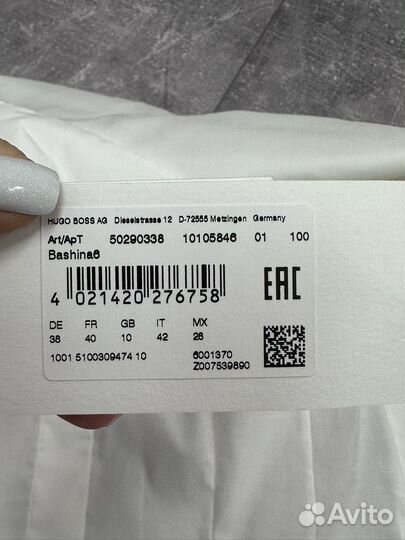 HUGO BOSS AG Dieselstrasse 12 D-72555 Metzingen Germany
Art/АрТ 50290338 10105846 01 100
Bashina6
EAC
4 021420 276758
DE FR GB IT MX
38 40 10 42 28
1001 5100309474 10 6001370
Z007539890
Avito